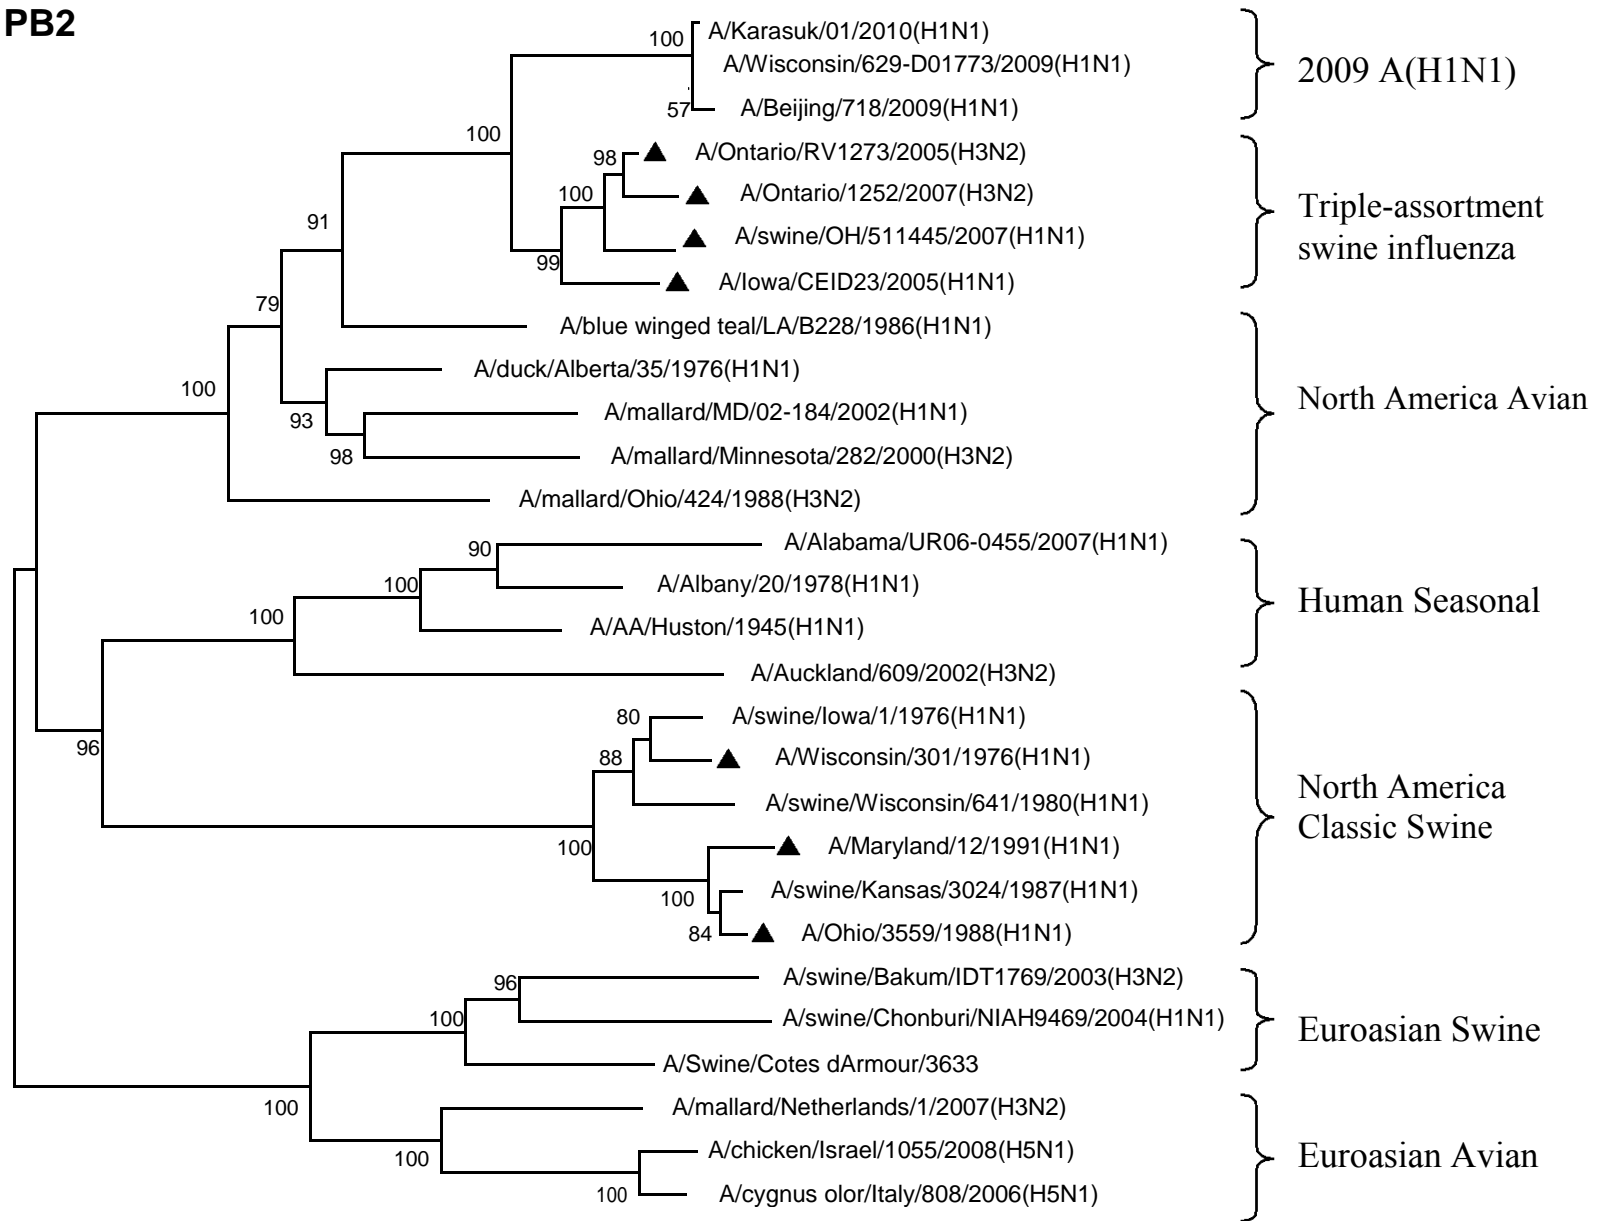 PB2
100
A/Karasuk/01/2010(H1N1)
A/Wisconsin/629-D01773/2009(H1N1)
57
A/Beijing/718/2009(H1N1)
2009 A(H1N1)
100
98
A/Ontario/RV1273/2005(H3N2)
100
A/Ontario/1252/2007(H3N2)
A/swine/OH/511445/2007(H1N1)
99
A/Iowa/CEID23/2005(H1N1)
Triple-assortment
swine influenza
91
A/blue winged teal/LA/B228/1986(H1N1)
79
A/duck/Alberta/35/1976(H1N1)
100
93
A/mallard/MD/02-184/2002(H1N1)
98
A/mallard/Minnesota/282/2000(H3N2)
A/mallard/Ohio/424/1988(H3N2)
North America Avian
90
A/Alabama/UR06-0455/2007(H1N1)
100
A/Albany/20/1978(H1N1)
100
A/AA/Huston/1945(H1N1)
A/Auckland/609/2002(H3N2)
Human Seasonal
96
80
A/swine/Iowa/1/1976(H1N1)
88
A/Wisconsin/301/1976(H1N1)
A/swine/Wisconsin/641/1980(H1N1)
100
A/Maryland/12/1991(H1N1)
100
A/swine/Kansas/3024/1987(H1N1)
84
A/Ohio/3559/1988(H1N1)
North America
Classic Swine
96
A/swine/Bakum/IDT1769/2003(H3N2)
100
A/swine/Chonburi/NIAH9469/2004(H1N1)
A/Swine/Cotes dArmour/3633
Euroasian Swine
100
A/mallard/Netherlands/1/2007(H3N2)
100
A/chicken/Israel/1055/2008(H5N1)
100
A/cygnus olor/Italy/808/2006(H5N1)
Euroasian Avian